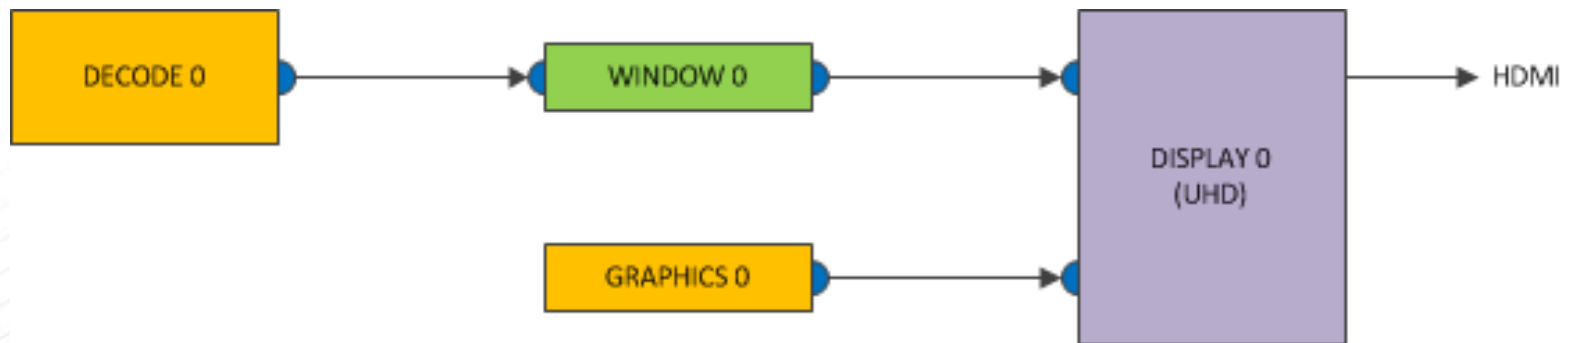 DECODE 0
WINDOW 0
HDMI
DISPLAY 0
(UHD)
GRAPHICS 0